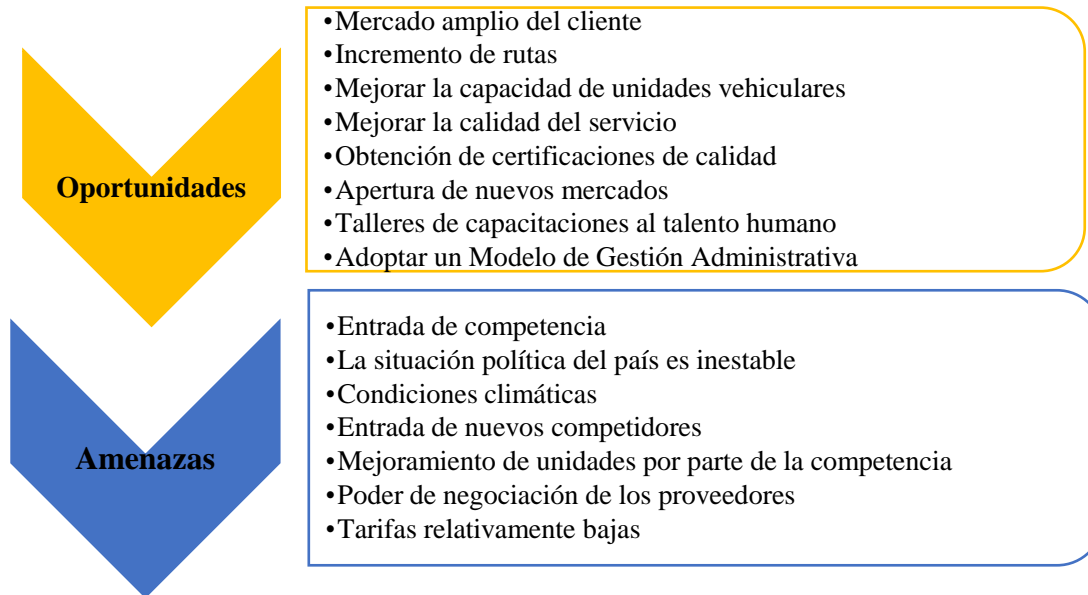 Oportunidades
•Mercado amplio del cliente
•Incremento de rutas
•Mejorar la capacidad de unidades vehiculares
•Mejorar la calidad del servicio
•Obtención de certificaciones de calidad
•Apertura de nuevos mercados
•Talleres de capacitaciones al talento humano
•Adoptar un Modelo de Gestión Administrativa
Amenazas
•Entrada de competencia
•La situación política del país es inestable
•Condiciones climáticas
•Entrada de nuevos competidores
•Mejoramiento de unidades por parte de la competencia
•Poder de negociación de los proveedores
•Tarifas relativamente bajas